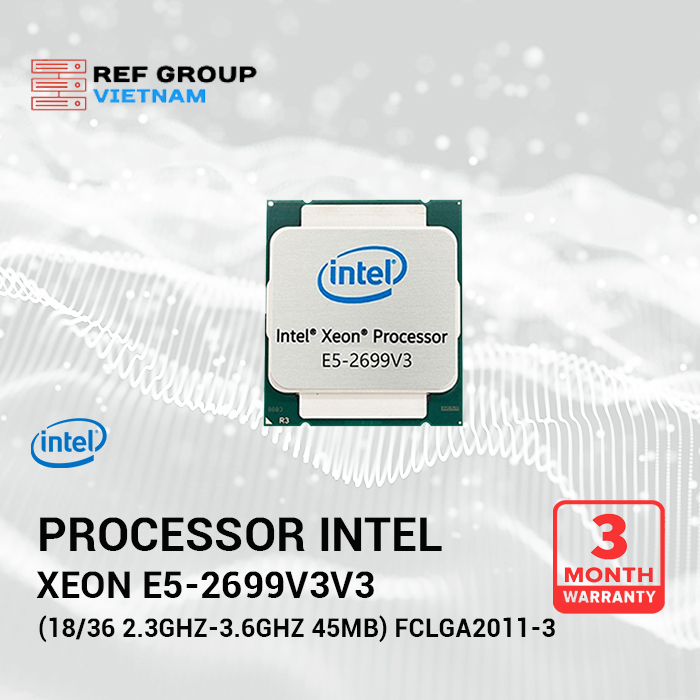 REF GROUP
VIETNAM
intel
Intel® Xeon® Processor
E5-2699V3
R3
intel
PROCESSOR INTEL
XEON E5-2699V3V3
(18/36 2.3GHZ-3.6GHZ 45MB) FCLGA2011-3
3
MONTH
WARRANTY